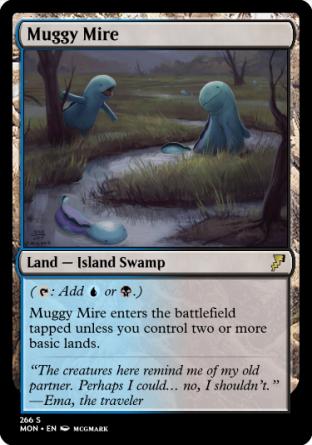 Muggy Mire
Land — Island Swamp
( : Add or .)
Muggy Mire enters the battlefield
tapped unless you control two or more
basic lands.
“The creatures here remind me of my old
partner. Perhaps I could… no, I shouldn’t.”
—Ema, the traveler
266 S
MON • EN MCGMARK